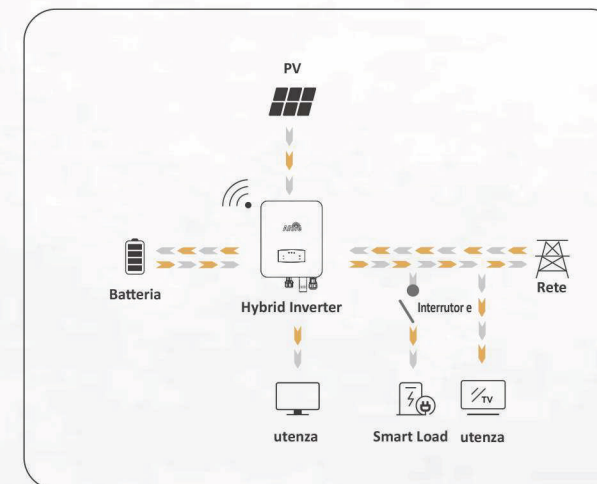 PV
Batteria
Hybrid Inverter
Interrutor e
Rete
utenza
Smart Load
TV
utenza